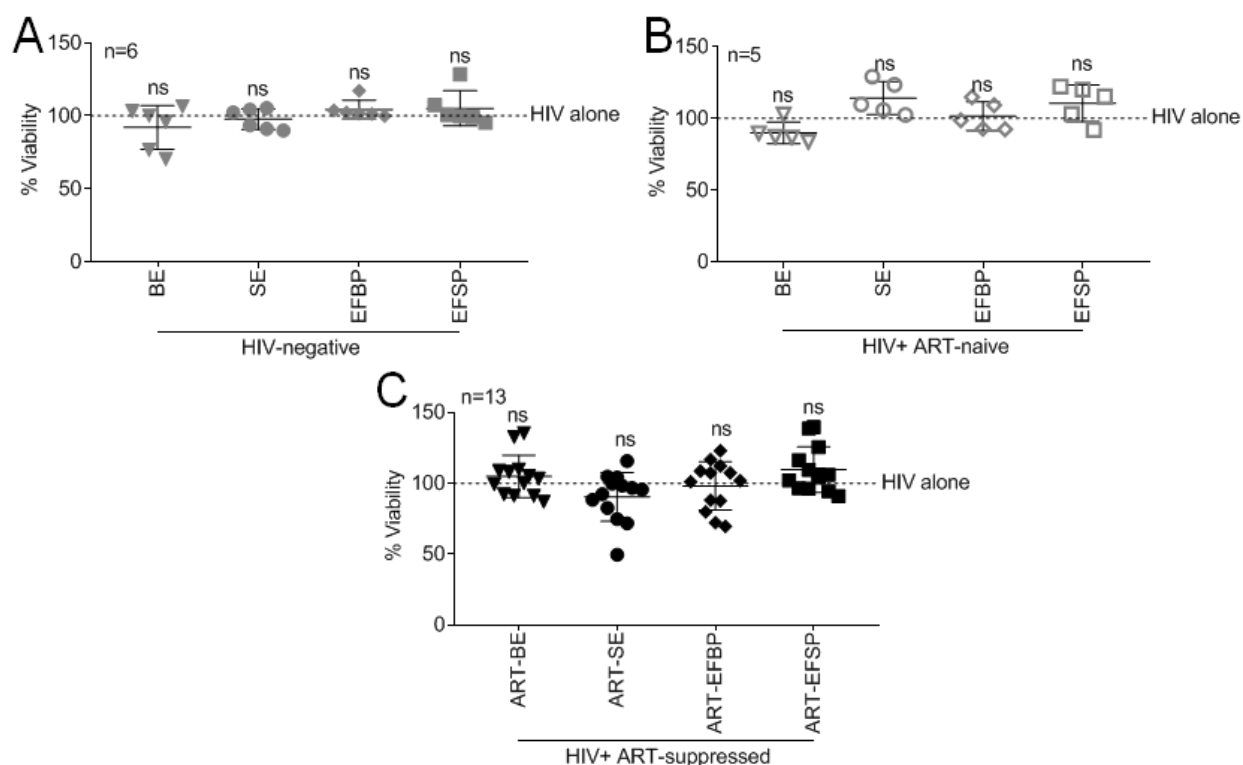 A
n=6
% Viability
150
100
50
0
ns
ns
ns
ns
HIV alone
BE
SE
EFBP
EFSP
HIV-negative
B
n=5
% Viability
150
100
50
0
ns
ns
ns
ns
HIV alone
BE
SE
EFBP
EFSP
HIV+ ART-naive
C
n=13
% Viability
150
100
50
0
ns
ns
ns
ns
HIV alone
ART-BE
ART-SE
ART-EFBP
ART-EFSP
HIV+ ART-suppressed